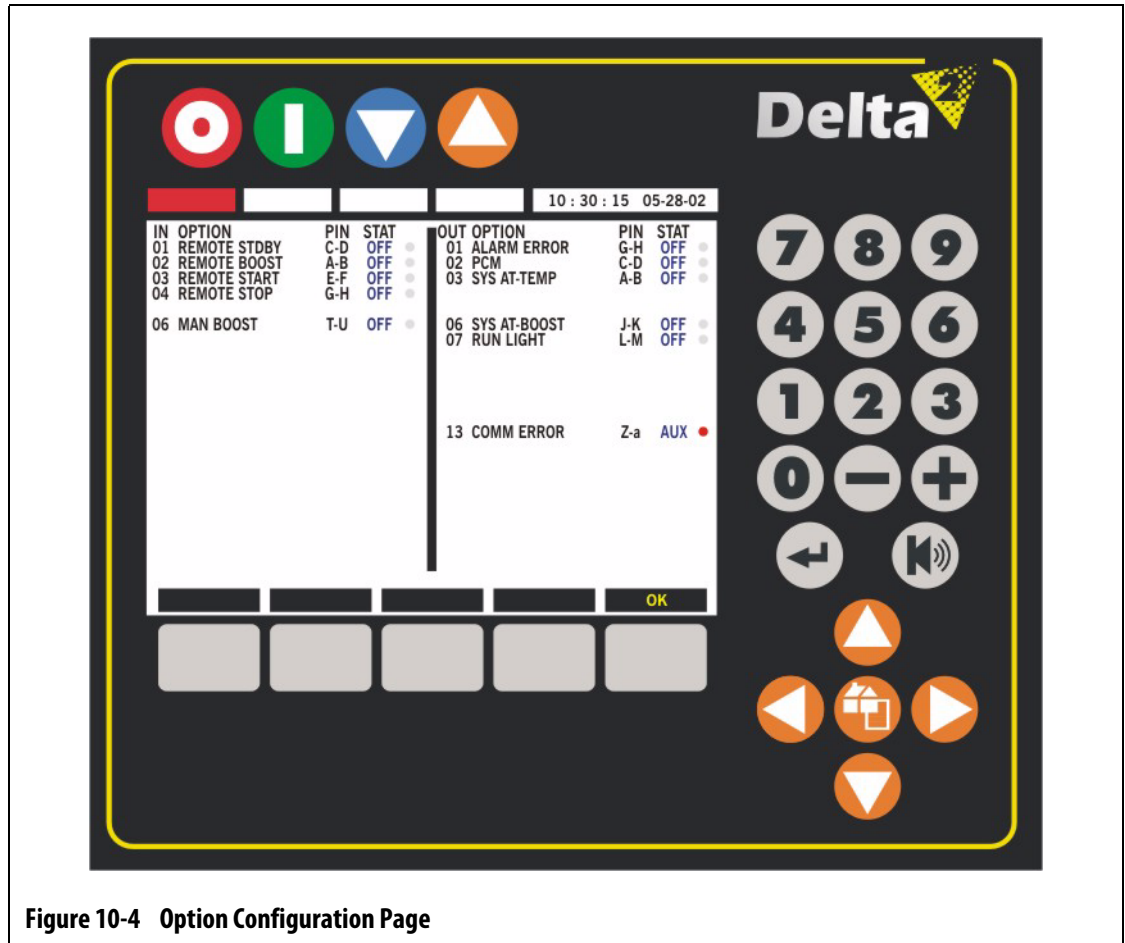 Delta 2
10 : 30 : 15 05-28-02
IN OPTION PIN STAT
01 REMOTE STDBY C-D OFF
02 REMOTE BOOST A-B OFF
03 REMOTE START E-F OFF
04 REMOTE STOP G-H OFF
06 MAN BOOST T-U OFF
OUT OPTION PIN STAT
01 ALARM ERROR G-H OFF
02 PCM C-D OFF
03 SYS AT-TEMP A-B OFF
06 SYS AT-BOOST J-K OFF
07 RUN LIGHT L-M OFF
13 COMM ERROR Z-a AUX
OK
7 8 9
4 5 6
1 2 3
0 - +
Figure 10-4 Option Configuration Page